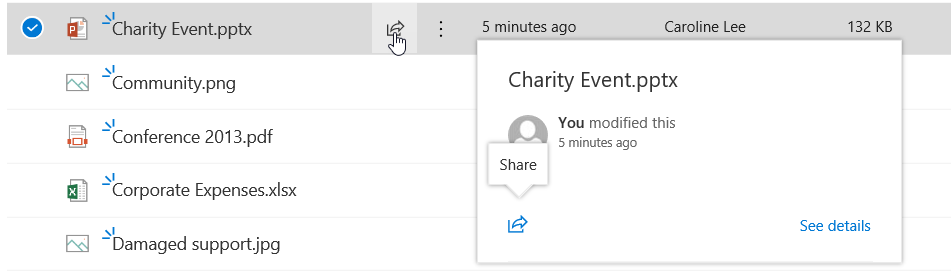 Charity Event.pptx 5 minutes ago Caroline Lee 132 KB
Charity Event.pptx
Community.png
You modified this
5 minutes ago
Conference 2013.pdf
Share
Corporate Expenses.xlsx
See details
Damaged support.jpg